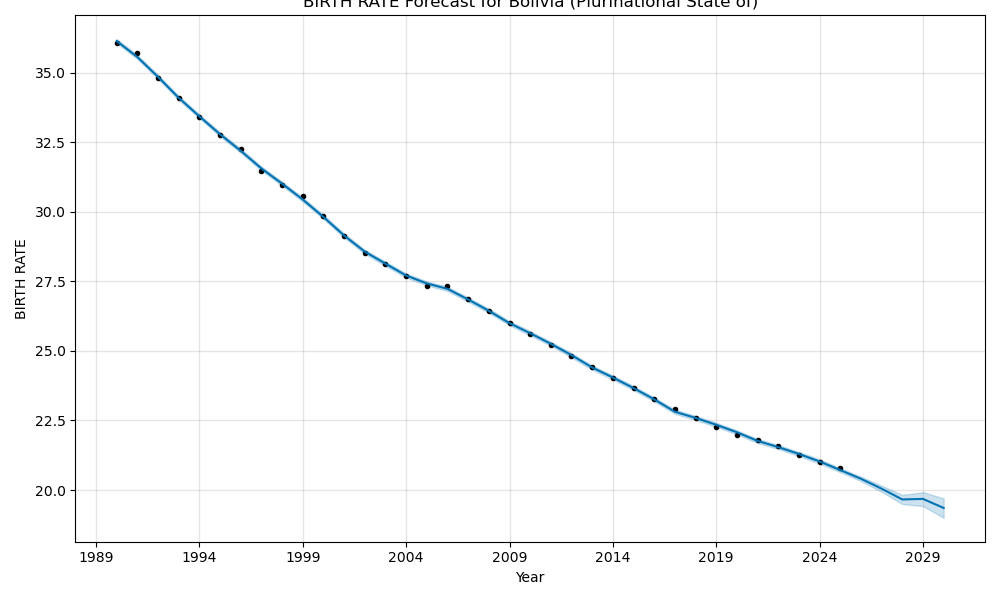 BIRTH RATE Forecast for Bolivia (Plurinational State of)
35.0
32.5
30.0
27.5
25.0
22.5
20.0
BIRTH RATE
1989 1994 1999 2004 2009 2014 2019 2024 2029
Year